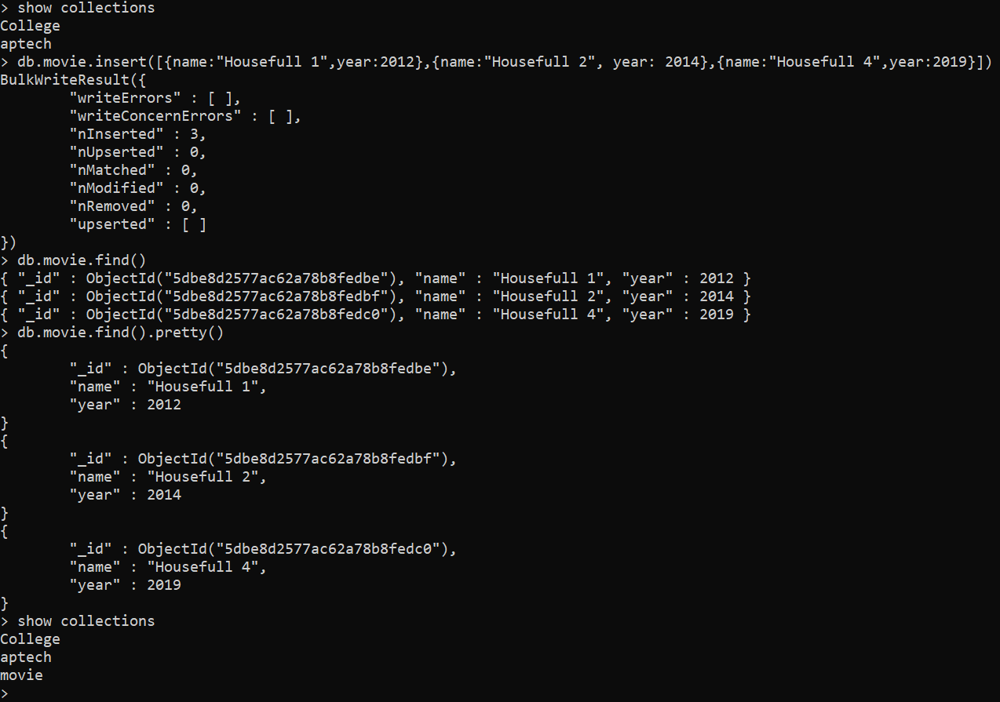 > show collections
College
aptech
> db.movie.insert([{name:"Housefull 1",year:2012},{name:"Housefull 2", year: 2014},{name:"Housefull 4",year:2019}])
BulkWriteResult({
        "writeErrors" : [ ],
        "writeConcernErrors" : [ ],
        "nInserted" : 3,
        "nUpserted" : 0,
        "nMatched" : 0,
        "nModified" : 0,
        "nRemoved" : 0,
        "upserted" : [ ]
})
> db.movie.find()
{ "_id" : ObjectId("5dbe8d2577ac62a78b8fedbe"), "name" : "Housefull 1", "year" : 2012 }
{ "_id" : ObjectId("5dbe8d2577ac62a78b8fedbf"), "name" : "Housefull 2", "year" : 2014 }
{ "_id" : ObjectId("5dbe8d2577ac62a78b8fedc0"), "name" : "Housefull 4", "year" : 2019 }
> db.movie.find().pretty()
{
        "_id" : ObjectId("5dbe8d2577ac62a78b8fedbe"),
        "name" : "Housefull 1",
        "year" : 2012
}
{
        "_id" : ObjectId("5dbe8d2577ac62a78b8fedbf"),
        "name" : "Housefull 2",
        "year" : 2014
}
{
        "_id" : ObjectId("5dbe8d2577ac62a78b8fedc0"),
        "name" : "Housefull 4",
        "year" : 2019
}
> show collections
College
aptech
movie
>